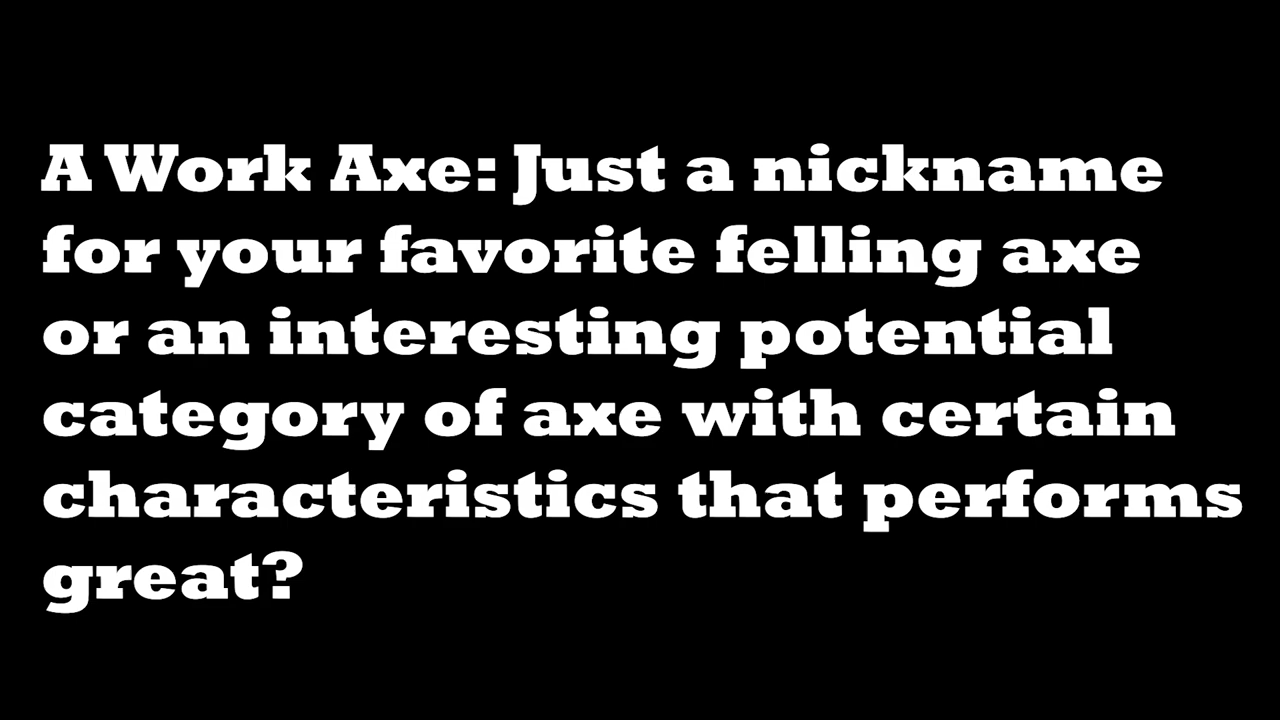 A Work Axe: Just a nickname
for your favorite felling axe
or an interesting potential
category of axe with certain
characteristics that performs
great?